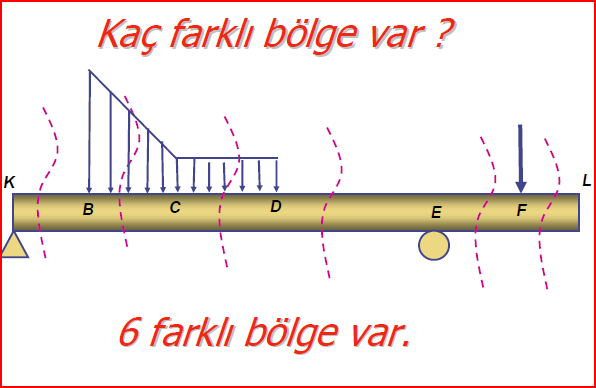 Kaç farklı bölge var ?
K
L
B
C
D
E
F
6 farklı bölge var.